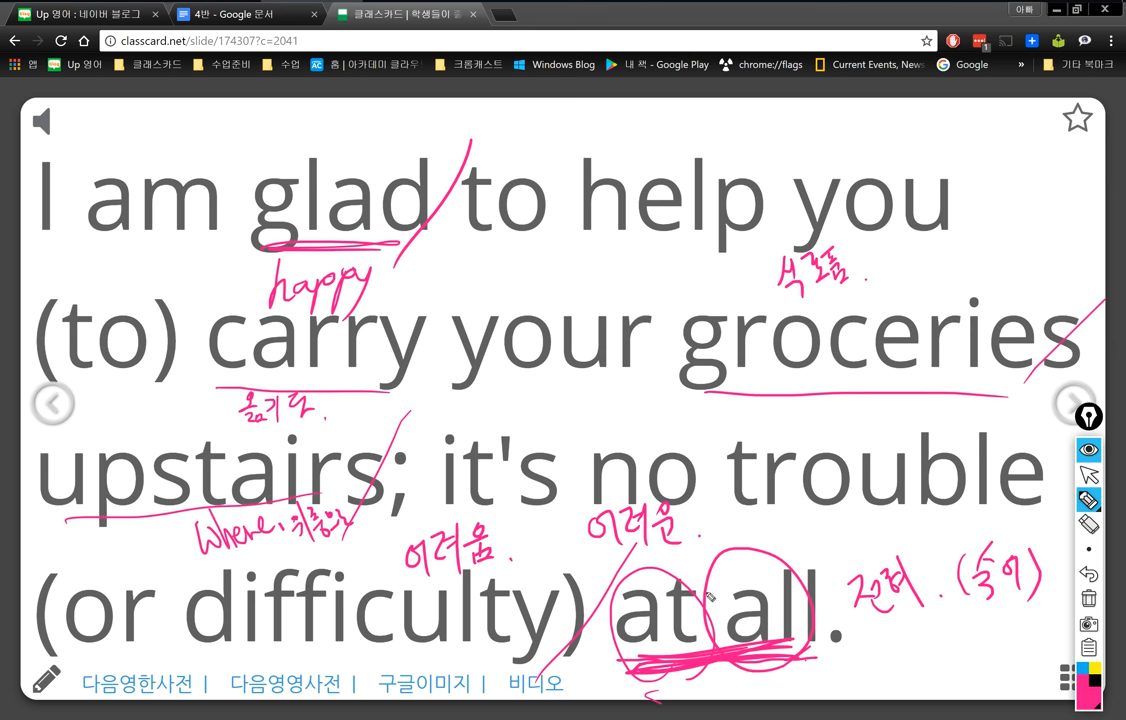 Up 영어 : 네이버 블로그
4반 - Google 문서
클래스카드 | 학생들이 좋
아빠
classcard.net/slide/174307?c=2041
앱
Up 영어
클래스카드
수업준비
수업
홈 | 아카데미 클라우
크롬캐스트
Windows Blog
내 책 - Google Play
chrome://flags
Current Events, News
Google
»
기타 북마크
I am glad to help you
happy
식료품.
(to) carry your groceries
옮기다.
upstairs; it's no trouble
where, 위층으로
어려움.
어려운.
(or difficulty) at all.
전혀. (숙어)
다음영한사전 |
다음영영사전 |
구글이미지 |
비디오